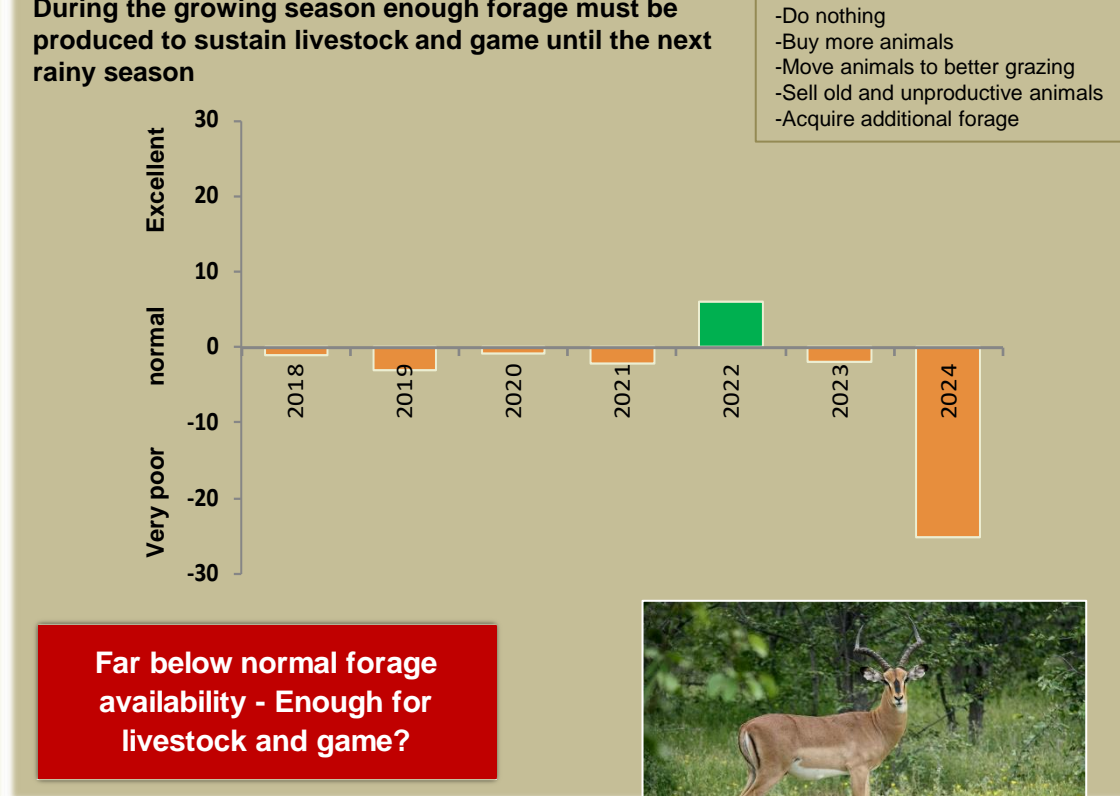 During the growing season enough forage must be
produced to sustain livestock and game until the next
rainy season
-Do nothing
-Buy more animals
-Move animals to better grazing
-Sell old and unproductive animals
-Acquire additional forage
Excellent
normal
Very poor
30
20
10
0
-10
-20
-30
2018
2019
2020
2021
2022
2023
2024
Far below normal forage
availability - Enough for
livestock and game?